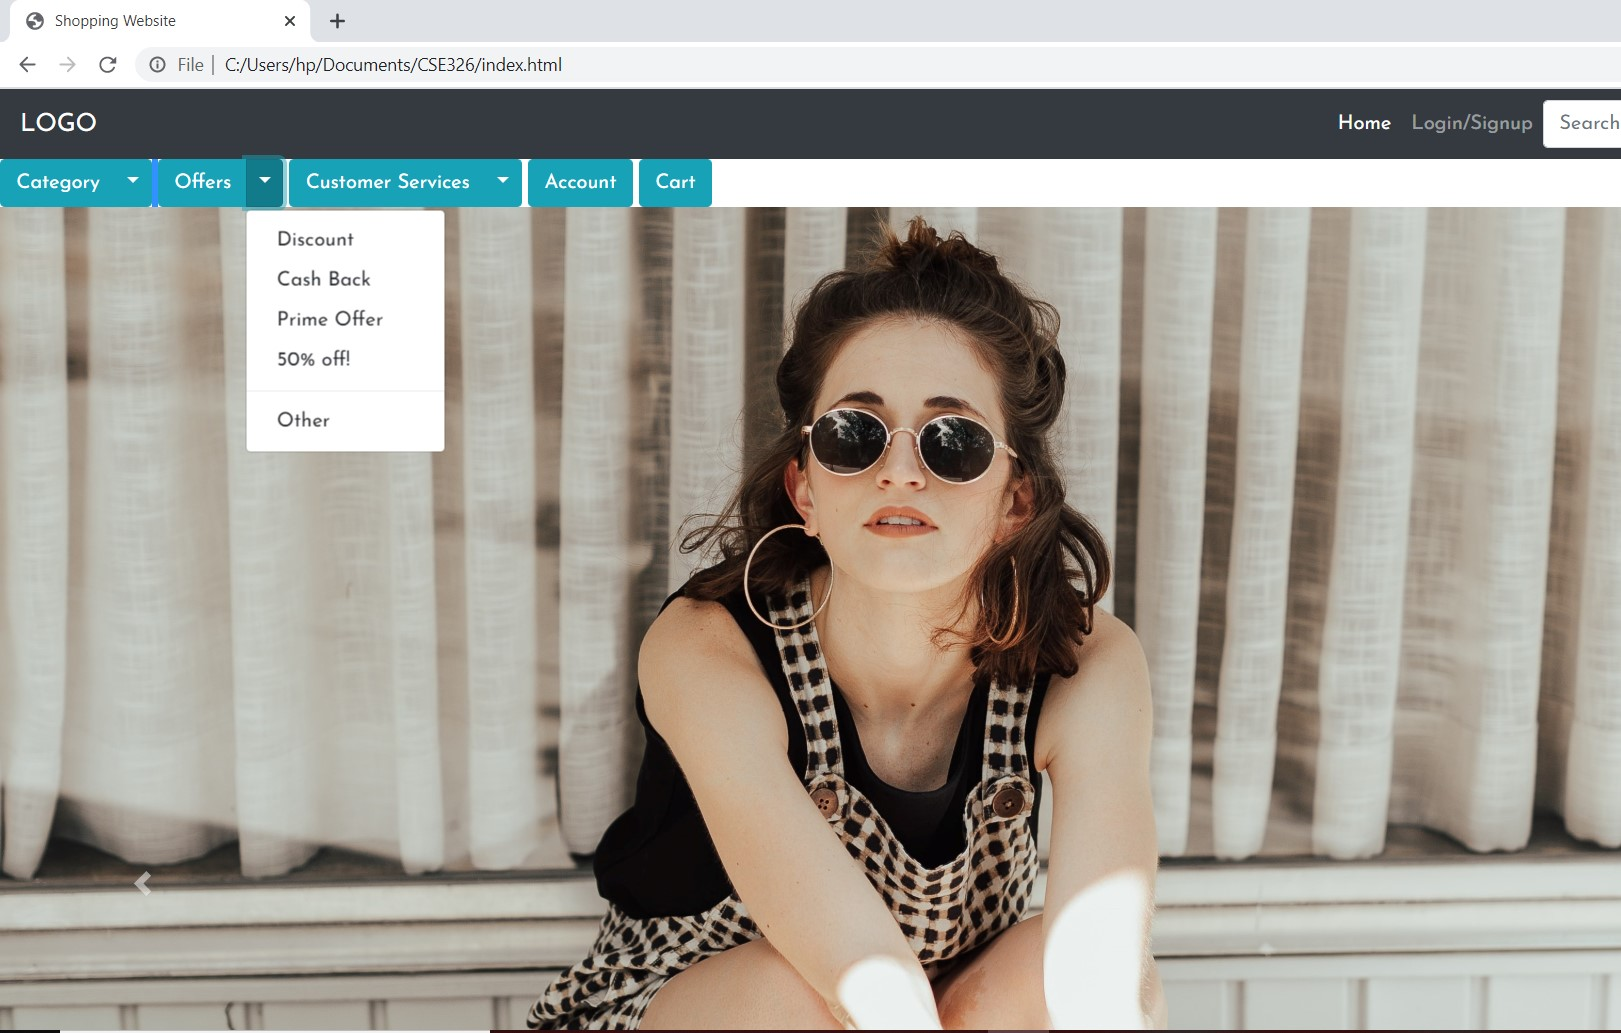 Shopping Website
File | C:/Users/hp/Documents/CSE326/index.html
LOGO Home Login/Signup Search
Category Offers Customer Services Account Cart
Discount
Cash Back
Prime Offer
50% off!
Other